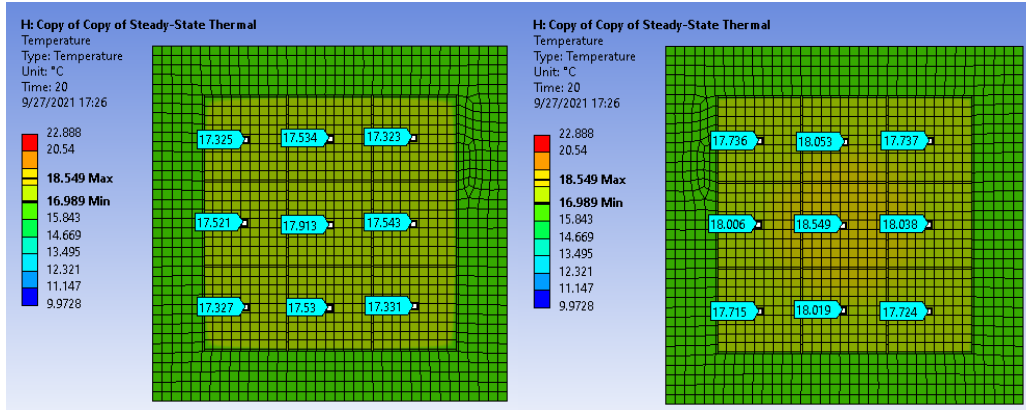 H: Copy of Copy of Steady-State Thermal
Temperature
Type: Temperature
Unit: °C
Time: 20
9/27/2021 17:26
22.888
20.54
18.549 Max
16.989 Min
15.843
14.669
13.495
12.321
11.147
9.9728
17.325 17.534 17.323
17.521 17.913 17.543
17.327 17.53 17.331
H: Copy of Copy of Steady-State Thermal
Temperature
Type: Temperature
Unit: °C
Time: 20
9/27/2021 17:26
22.888
20.54
18.549 Max
16.989 Min
15.843
14.669
13.495
12.321
11.147
9.9728
17.736 18.053 17.737
18.006 18.549 18.038
17.715 18.019 17.724